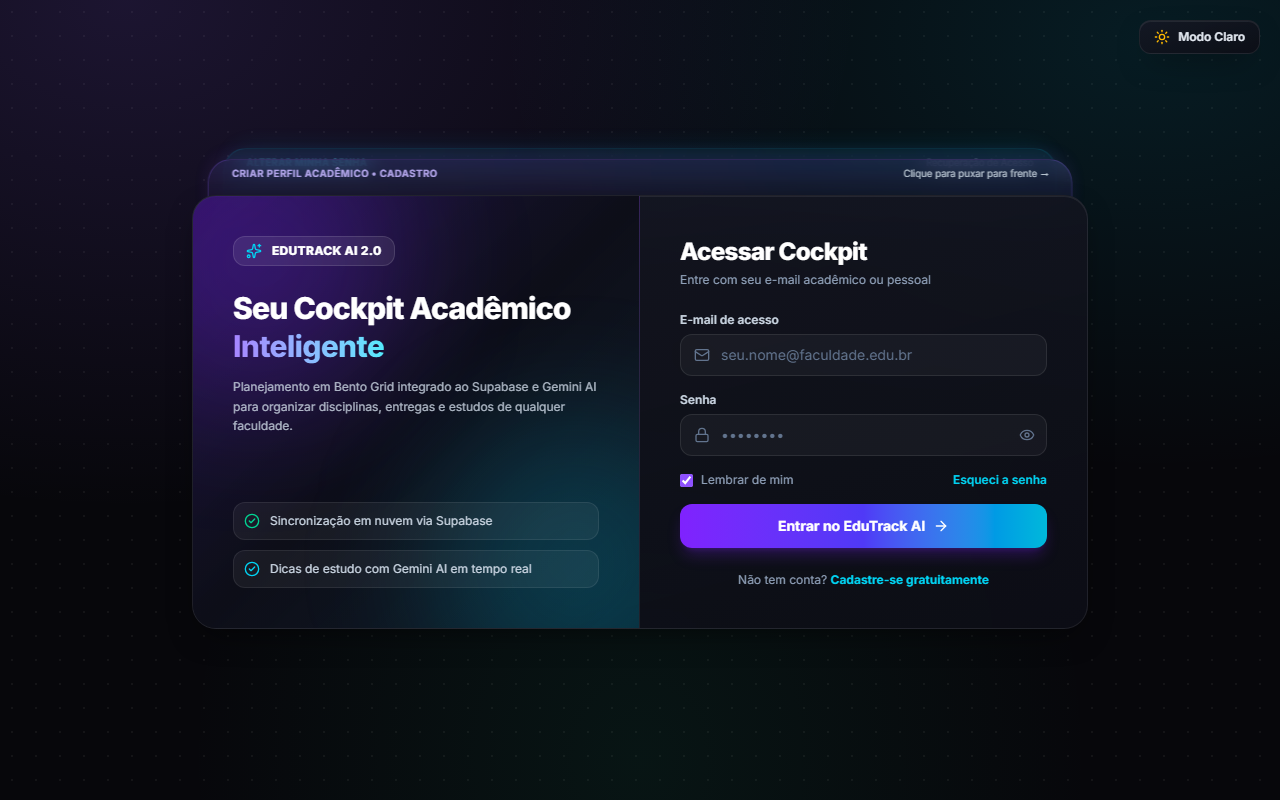 Modo Claro
CRIAR PERFIL ACADÊMICO • CADASTRO
Clique para puxar para frente →
EDUTRACK AI 2.0
Seu Cockpit Acadêmico
Inteligente
Planejamento em Bento Grid integrado ao Supabase e Gemini AI
para organizar disciplinas, entregas e estudos de qualquer
faculdade.
Sincronização em nuvem via Supabase
Dicas de estudo com Gemini AI em tempo real
Acessar Cockpit
Entre com seu e-mail acadêmico ou pessoal
E-mail de acesso
seu.nome@faculdade.edu.br
Senha
••••••••
Lembrar de mim
Esqueci a senha
Entrar no EduTrack AI →
Não tem conta? Cadastre-se gratuitamente